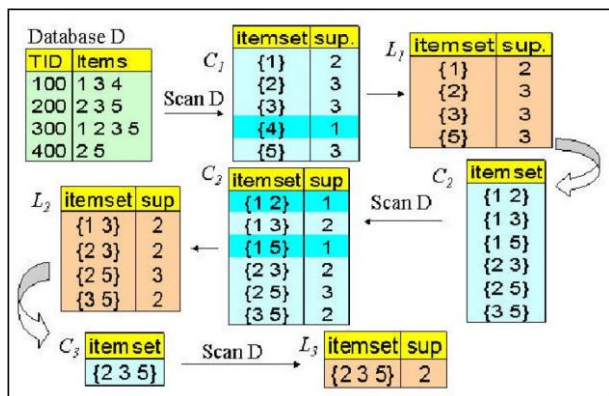 Database D
TID Items
100 1 3 4
200 2 3 5
300 1 2 3 5
400 2 5
Scan D
C1
itemset sup.
{1} 2
{2} 3
{3} 3
{4} 1
{5} 3
L1
itemset sup.
{1} 2
{2} 3
{3} 3
{5} 3
C2
itemset
{1 2}
{1 3}
{1 5}
{2 3}
{2 5}
{3 5}
Scan D
C2
itemset sup
{1 2} 1
{1 3} 2
{1 5} 1
{2 3} 2
{2 5} 3
{3 5} 2
L2
itemset sup
{1 3} 2
{2 3} 2
{2 5} 3
{3 5} 2
C3
itemset
{2 3 5}
Scan D
L3
itemset sup
{2 3 5} 2